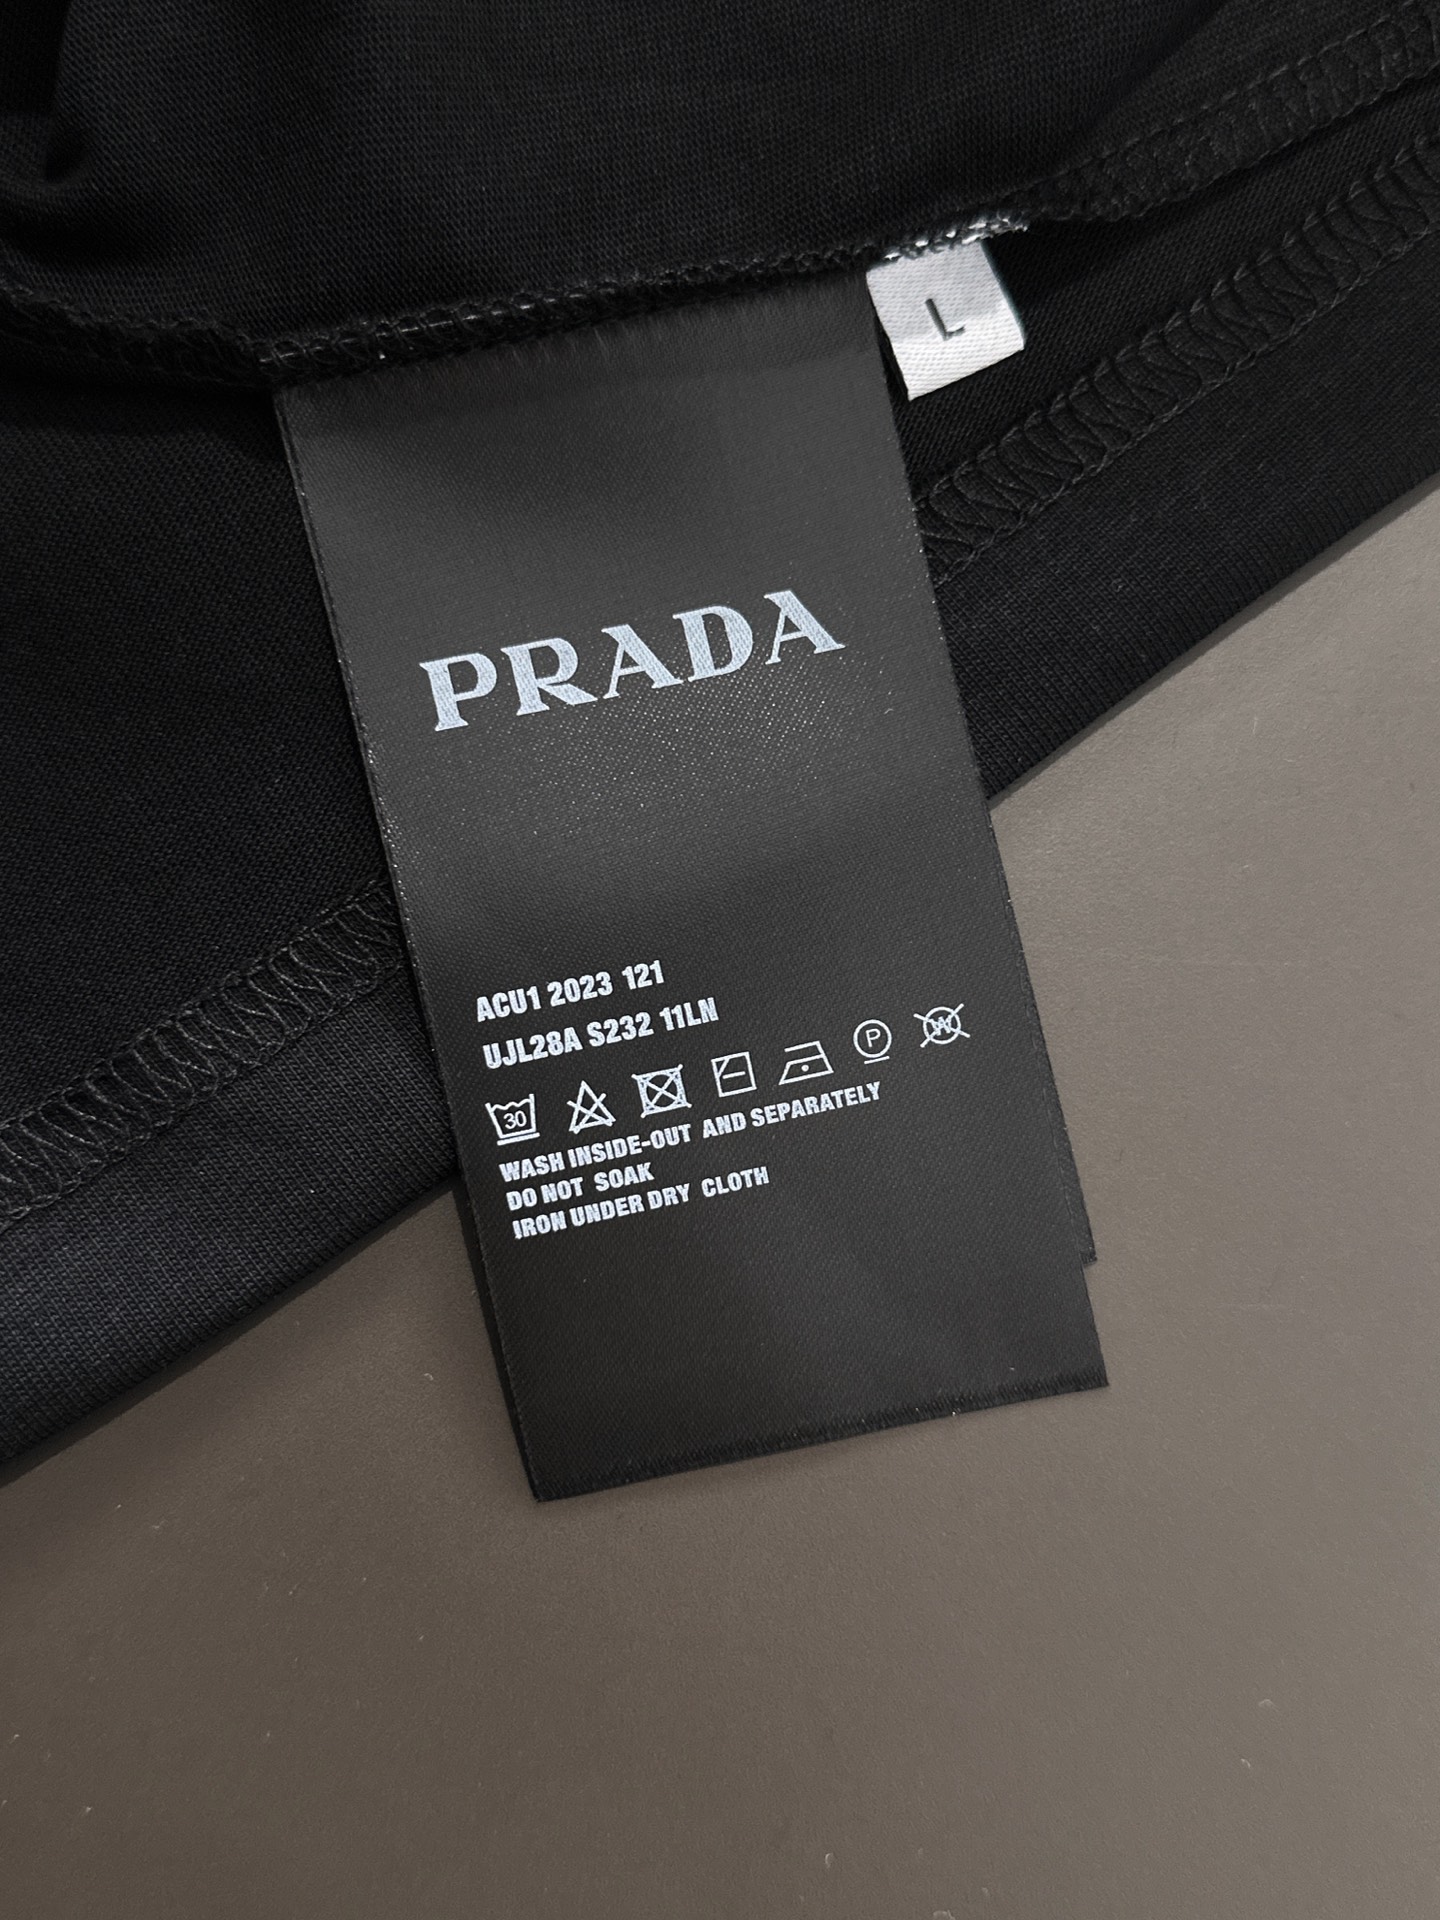 L
PRADA
ACU1 2023 121
UJL28A S232 11LN
30 P W
WASH INSIDE-OUT AND SEPARATELY
DO NOT SOAK
IRON UNDER DRY CLOTH